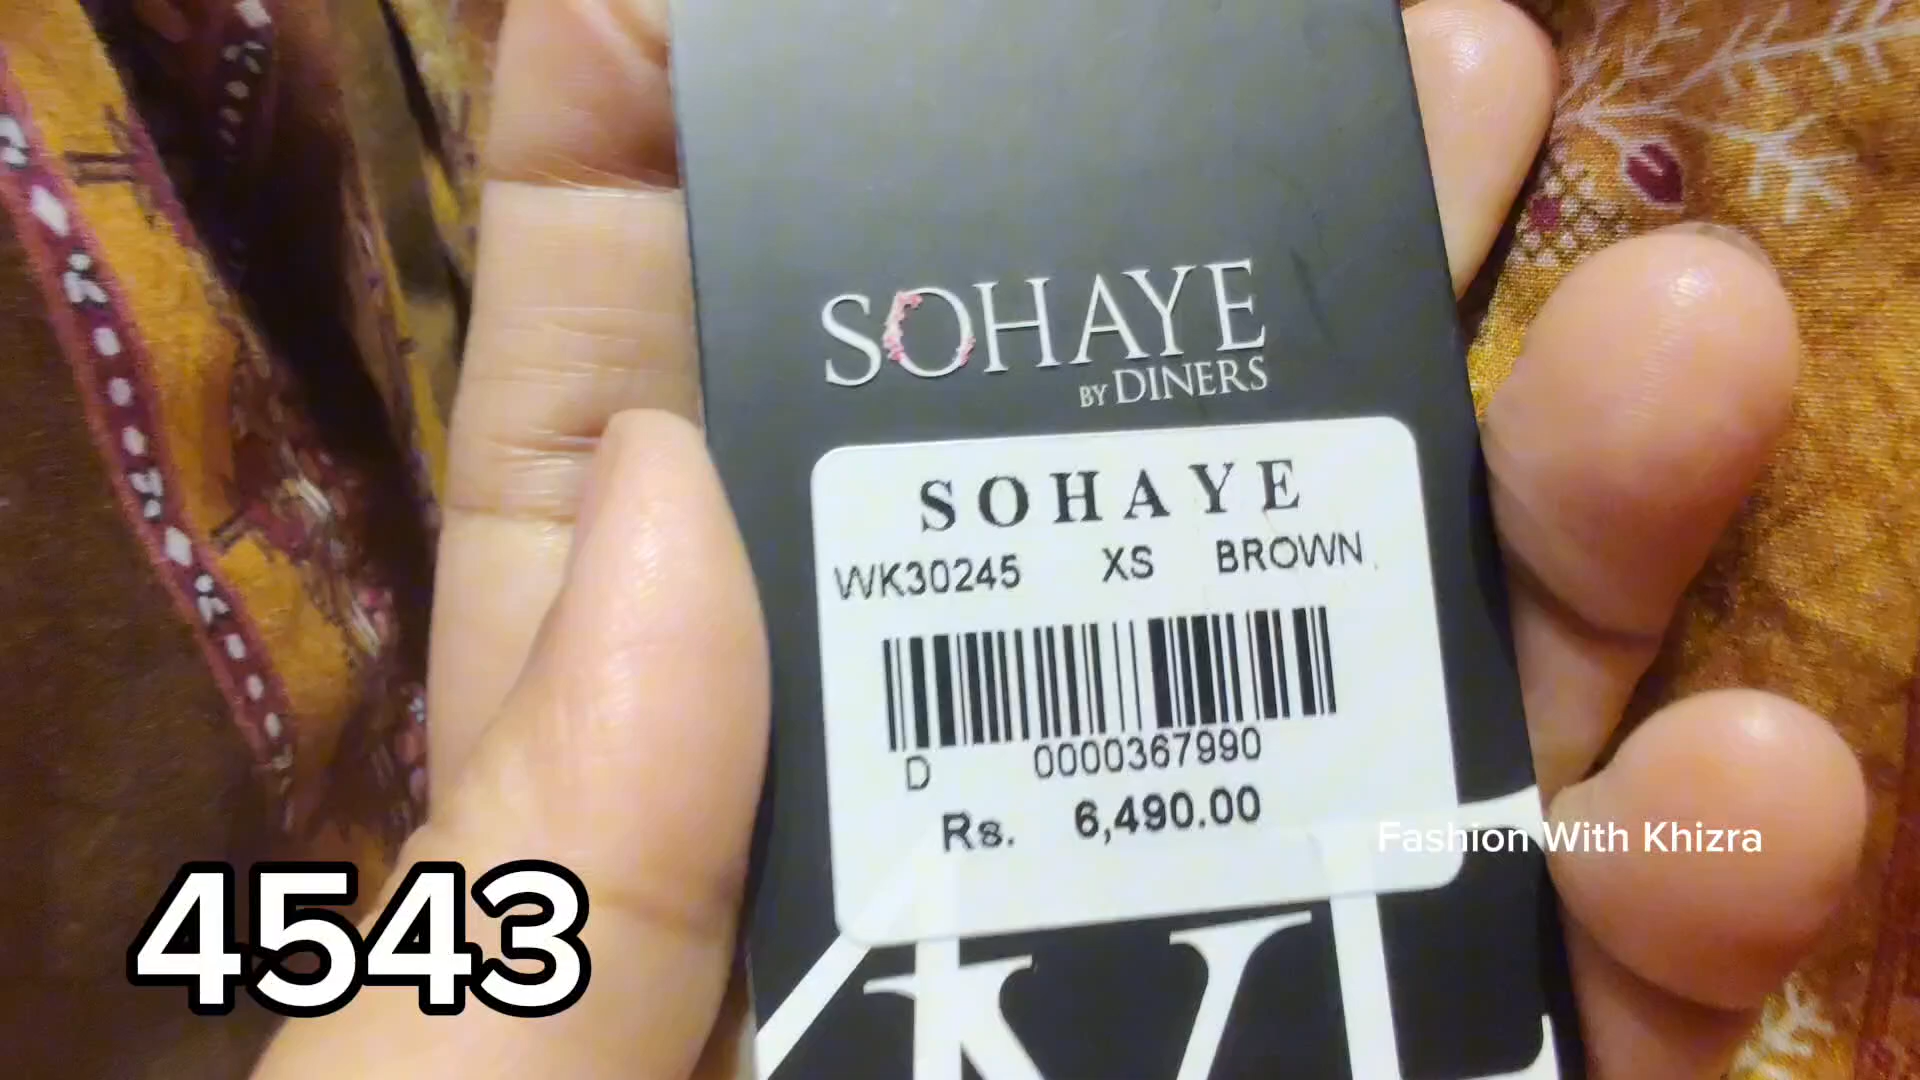 SOHAYE
BY DINERS
SOHAYE
WK30245 XS BROWN
D 0000367990
Rs. 6,490.00
Fashion With Khizra
4543